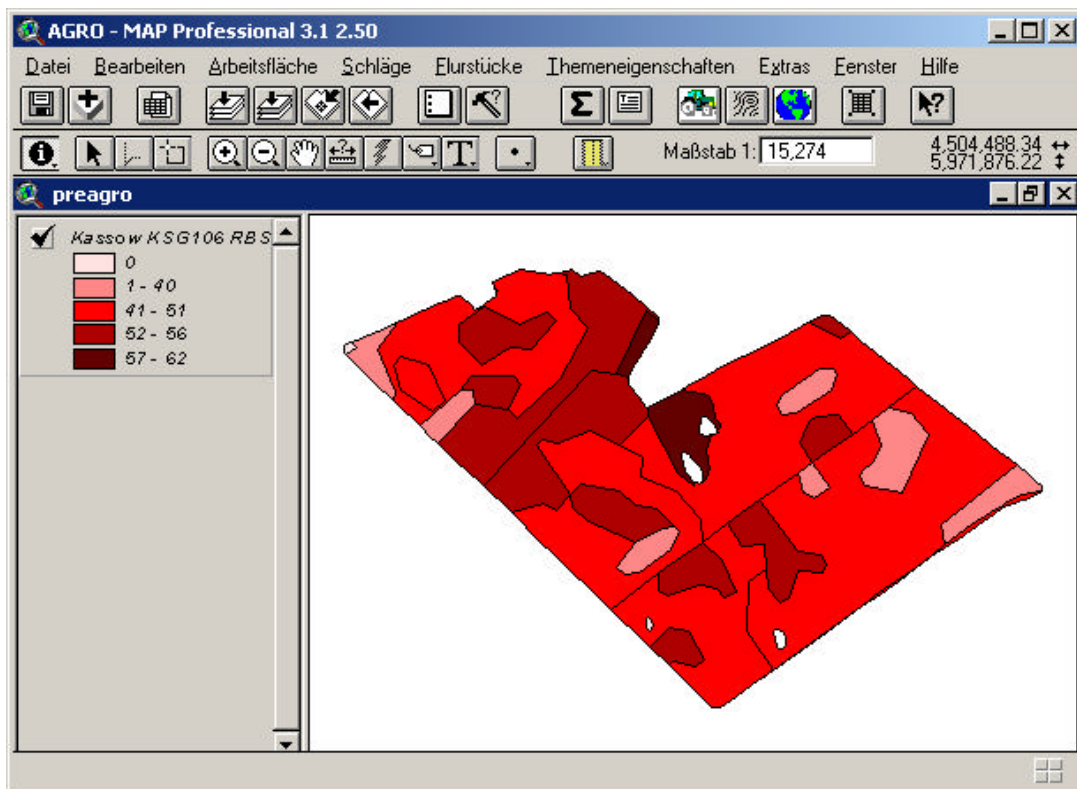 AGRO - MAP Professional 3.1 2.50
Datei Bearbeiten Arbeitsfläche Schläge Flurstücke Themeneigenschaften Extras Fenster Hilfe
Σ
?
i
?
T
Maßstab 1: 15,274
4,504,488.34
5,971,876.22
preagro
Kassow KSG106 RBS
0
1 - 40
41 - 51
52 - 56
57 - 62